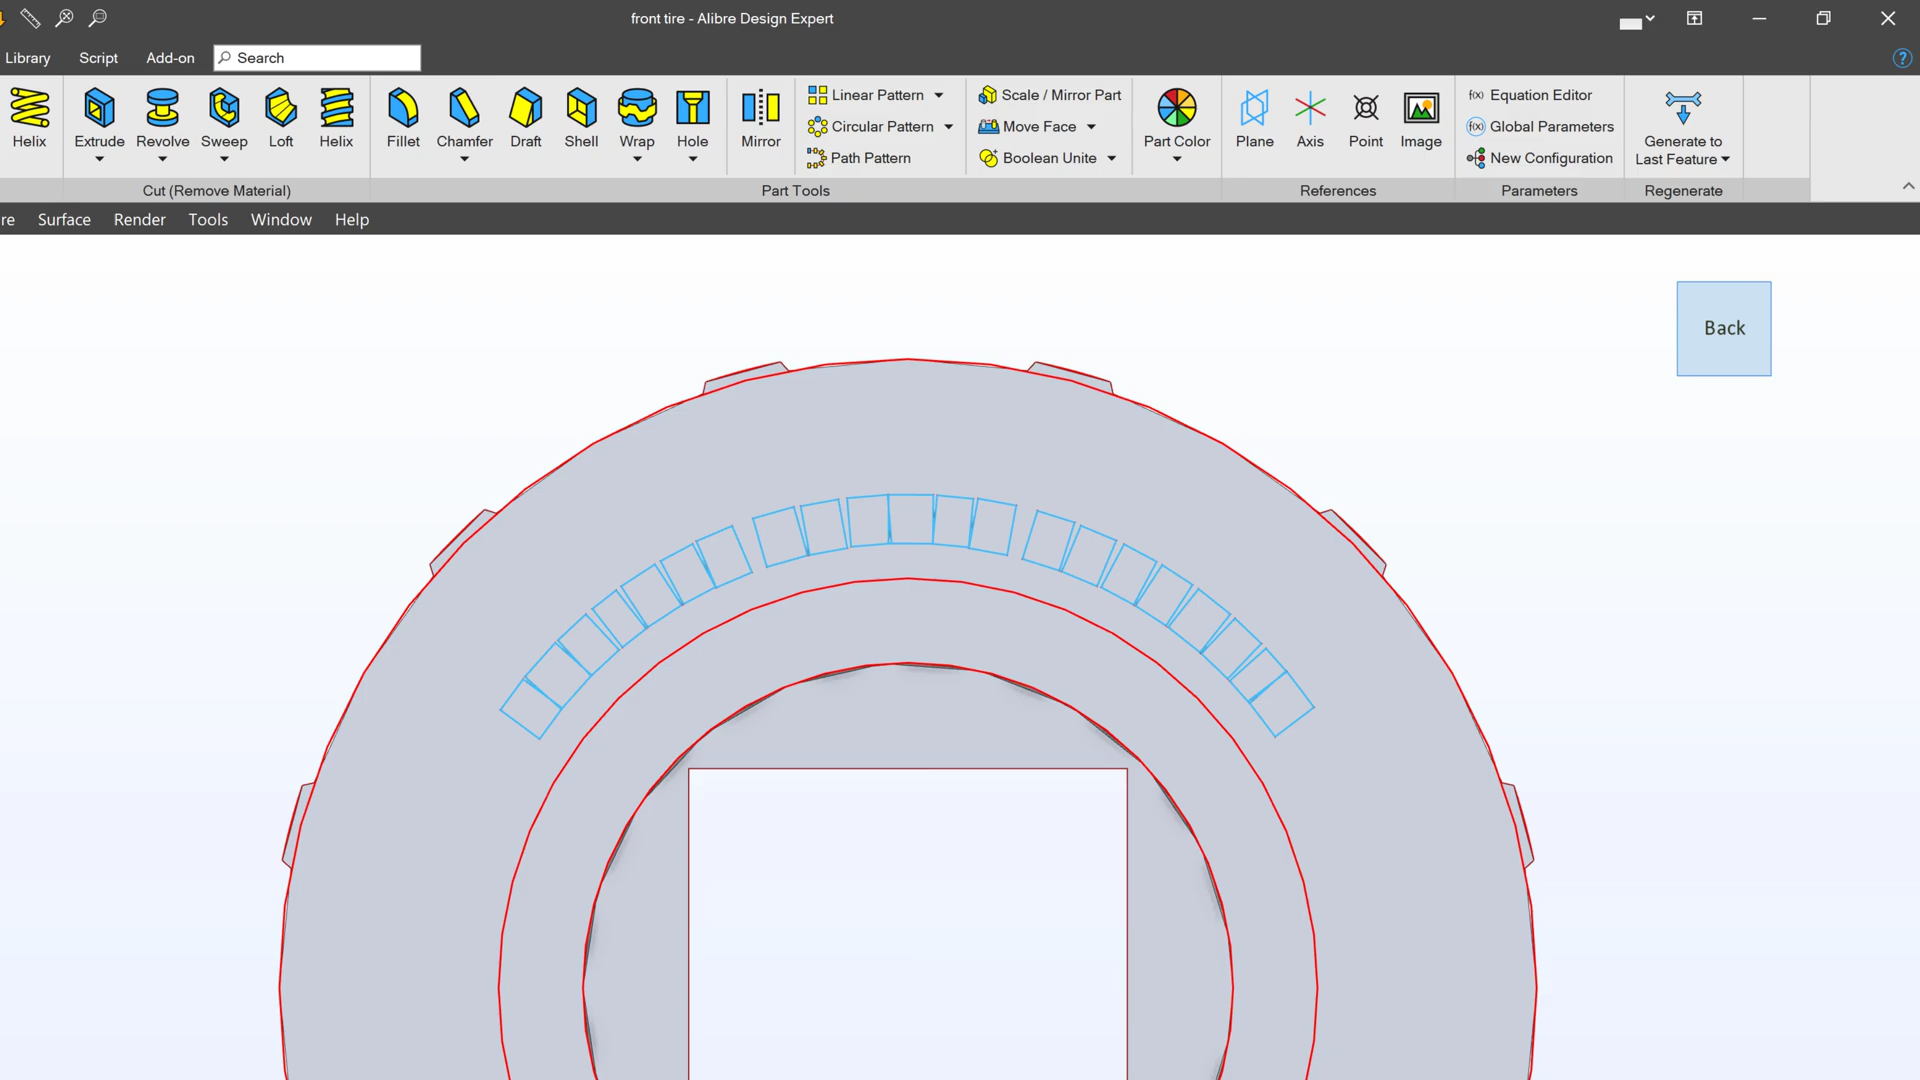 front tire - Alibre Design Expert
Library Script Add-on Search
?
Helix Extrude Revolve Sweep Loft Helix Fillet Chamfer Draft Shell Wrap Hole Mirror
Linear Pattern
Circular Pattern
Path Pattern
Scale / Mirror Part
Move Face
Boolean Unite
Part Color
Plane Axis Point Image
f(x) Equation Editor
f(x) Global Parameters
New Configuration
Generate to
Last Feature
Cut (Remove Material) Part Tools References Parameters Regenerate
re Surface Render Tools Window Help
Back